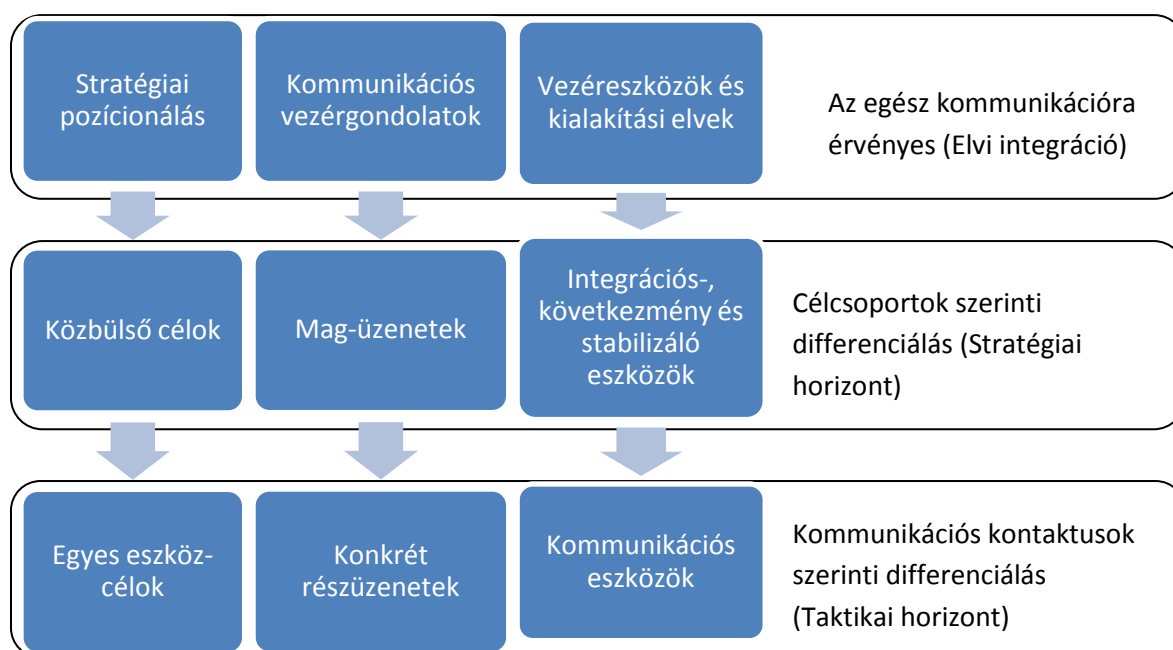 Stratégiai
pozícionálás
Kommunikációs
vezérgondolatok
Vezéreszközök és
kialakítási elvek
Az egész kommunikációra
érvényes (Elvi integráció)
Közbülső célok
Mag-üzenetek
Integrációs-,
következmény és
stabilizáló
eszközök
Célcsoportok szerinti
differenciálás (Stratégiai
horizont)
Egyes eszköz-
célok
Konkrét
részüzenetek
Kommunikációs
eszközök
Kommunikációs kontaktusok
szerinti differenciálás
(Taktikai horizont)